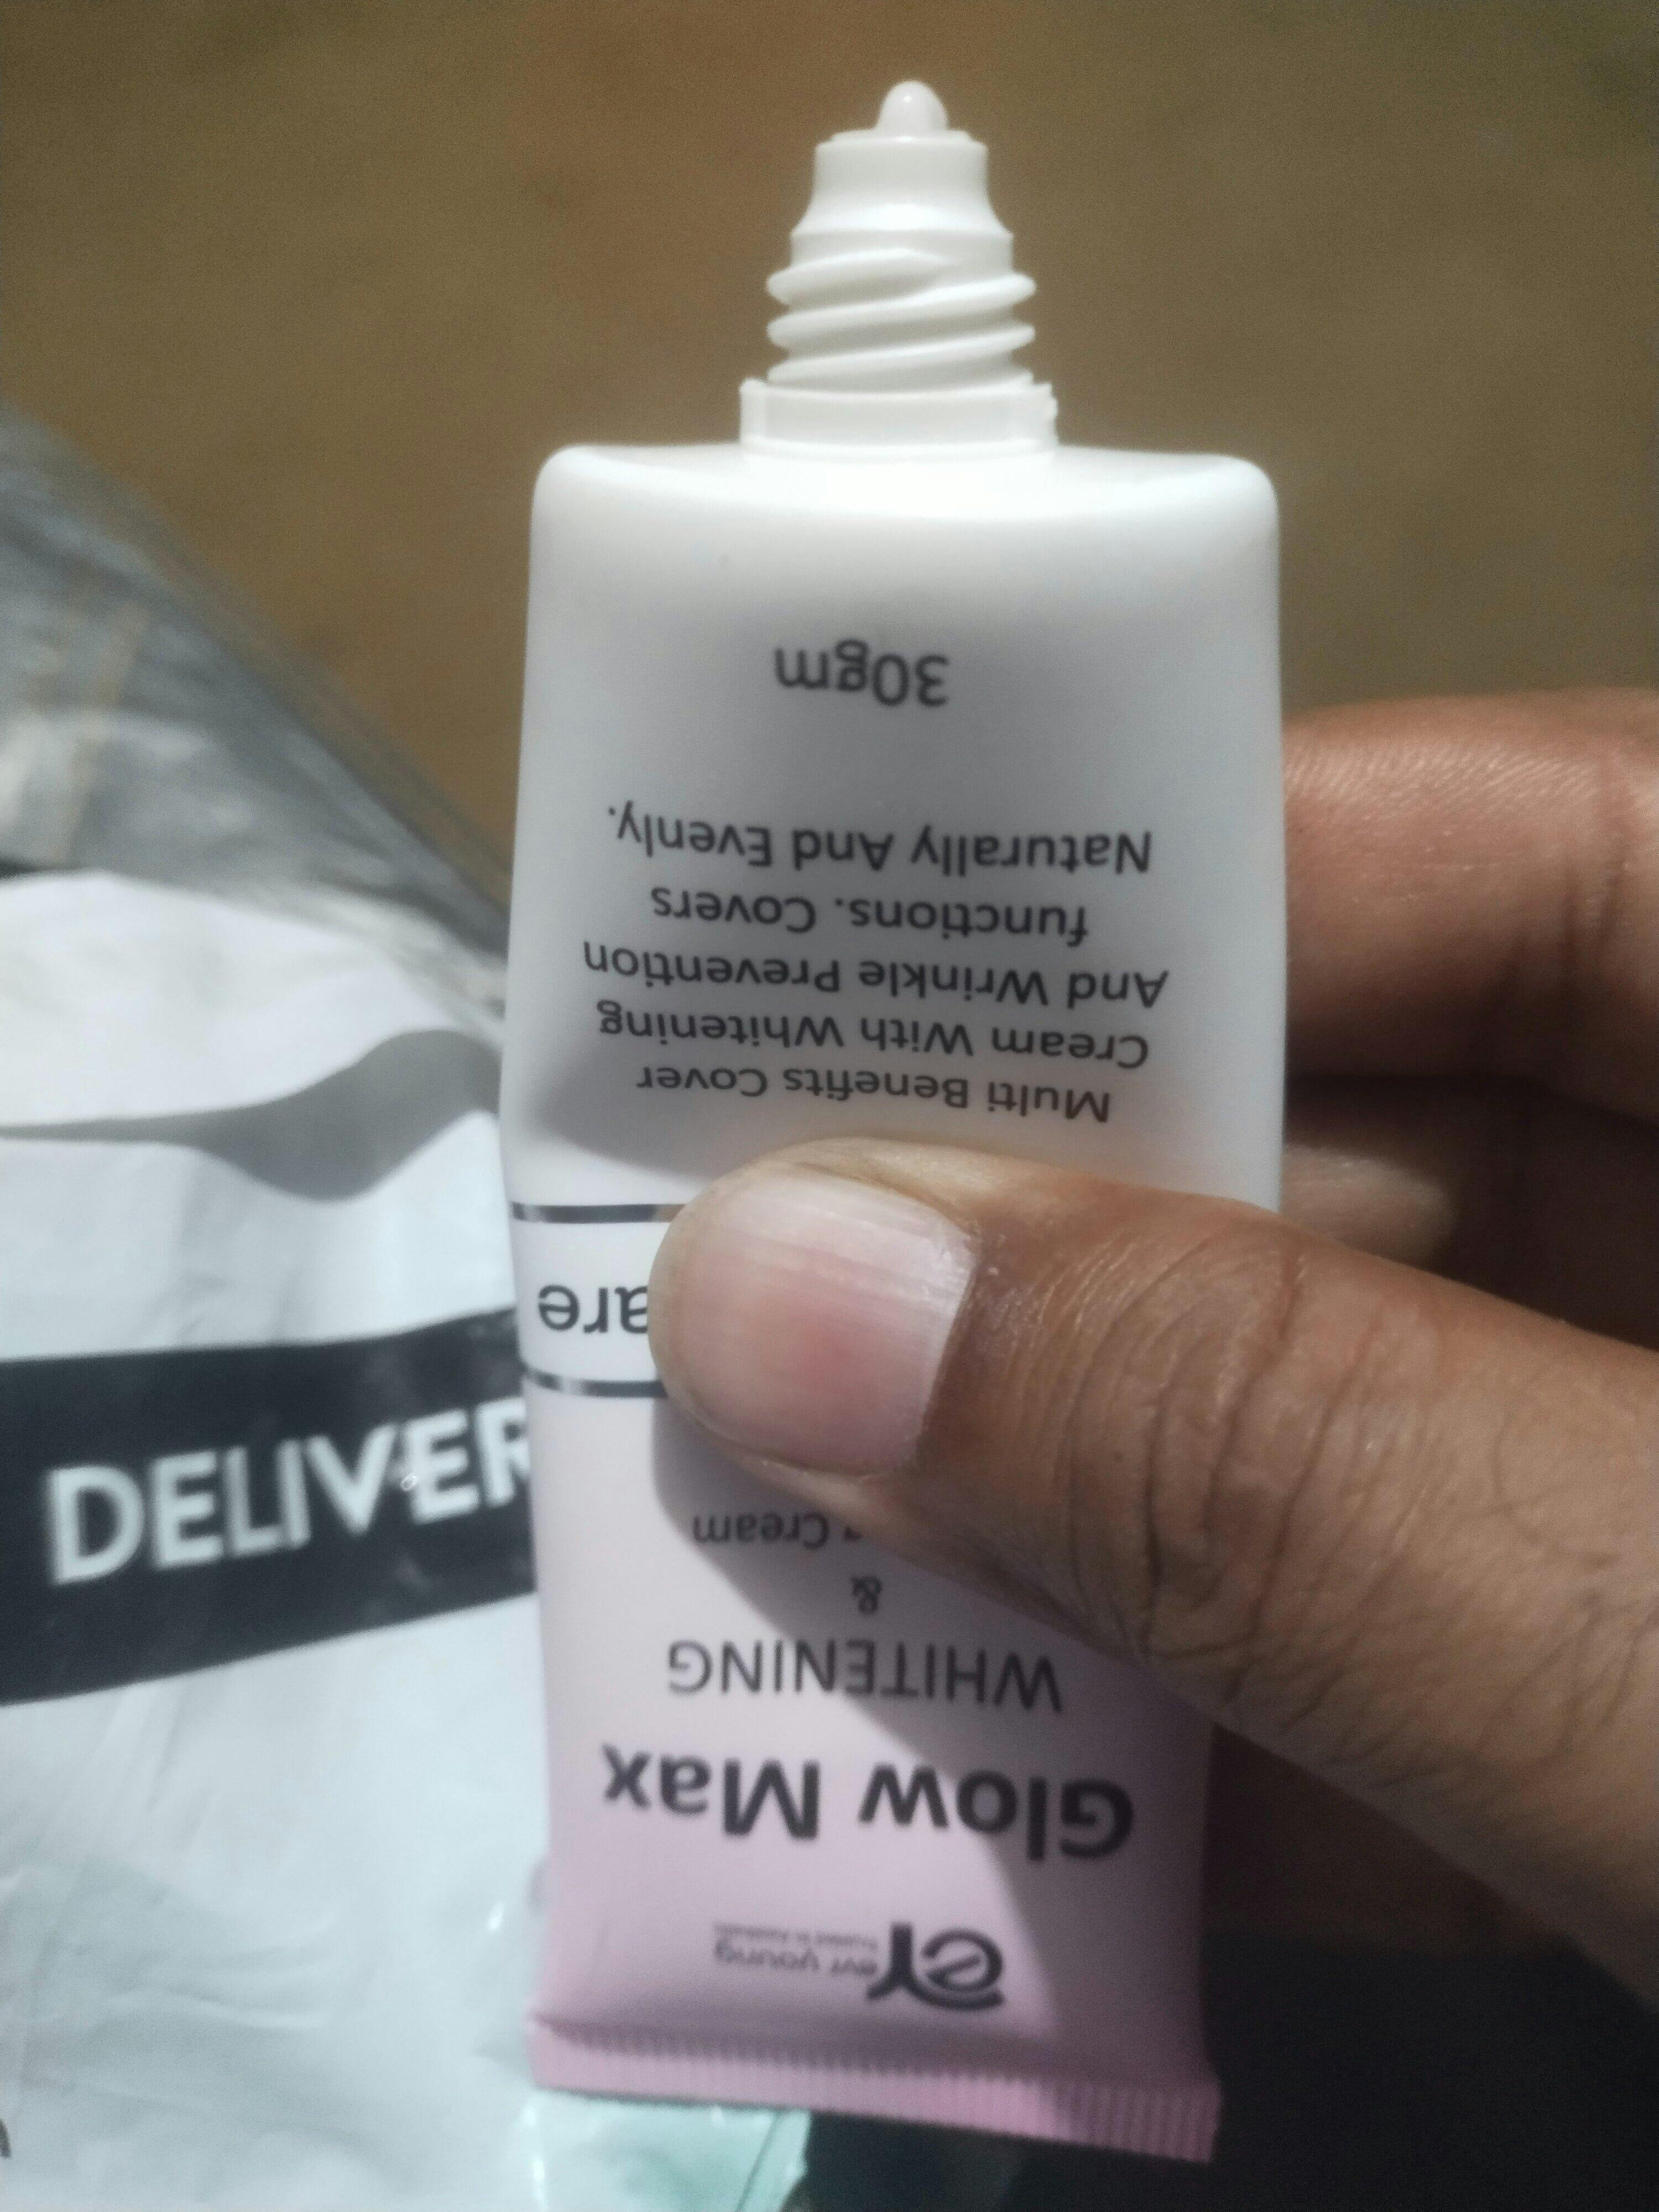 evr young
Glow Max
WHITENING
&
Cream
are
Multi Benefits Cover
Cream With Whitening
And Wrinkle Prevention
functions. Covers
Naturally And Evenly.
30gm
DELIVER